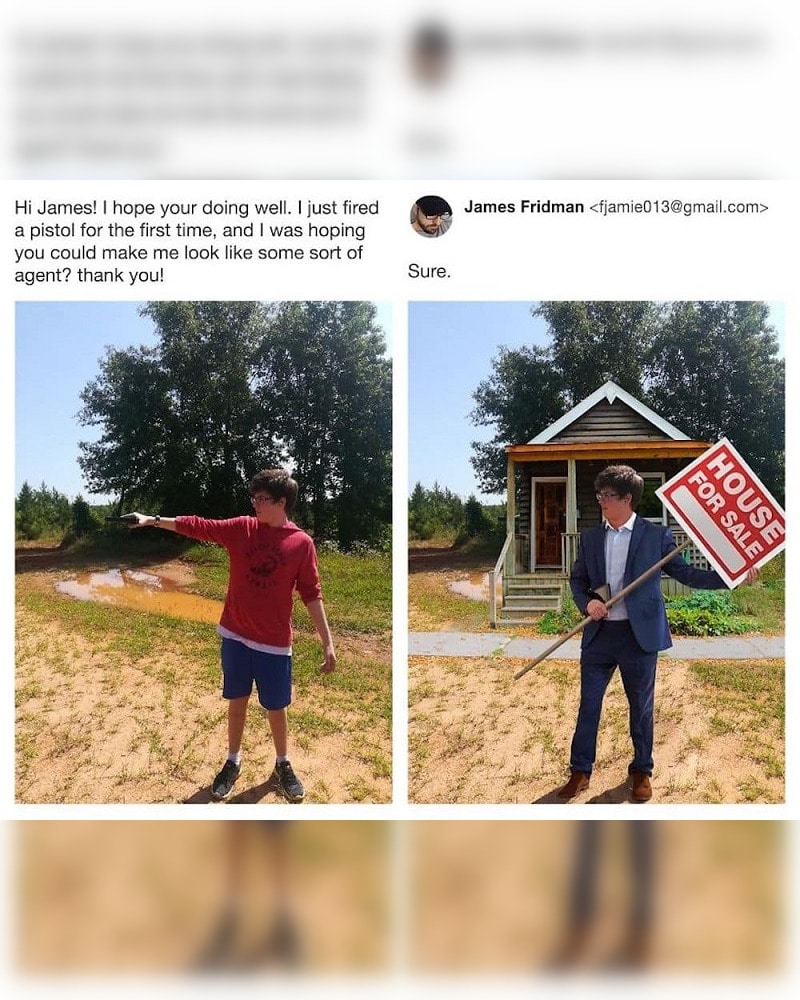 Hi James! I hope your doing well. I just fired
a pistol for the first time, and I was hoping
you could make me look like some sort of
agent? thank you!
James Fridman <fjamie013@gmail.com>
Sure.
HOUSE
FOR SALE